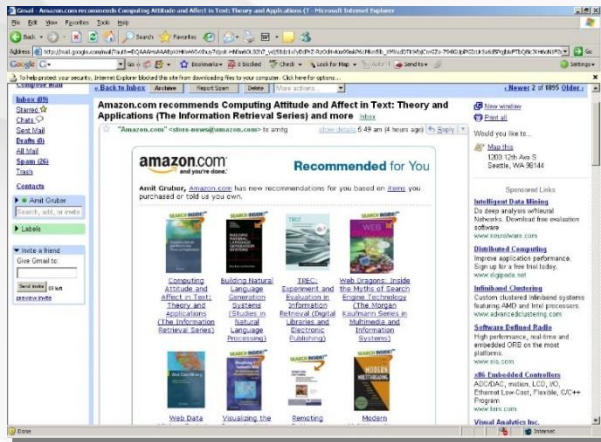 Gmail - Amazon.com recommends Computing Attitude and Affect in Text: Theory and Applications (T - Microsoft Internet Explorer
File Edit View Favorites Tools Help
Back Search Favorites
Address Go
Google Go Bookmarks 0 blocked Check Look for Map Send to Settings
To help protect your security, Internet Explorer blocked this site from downloading files to your computer. Click here for options...
Compose Mail
Inbox
Starred
Chats
Sent Mail
Drafts
All Mail
Spam (26)
Trash
Contacts
Amit Gruber
Search, add, or invite
Labels
Invite a friend
Give Gmail to:
Send Invite left
preview invite
« Back to Inbox Archive Report Spam Delete More actions...
‹ Newer 2 of 1895 Older ›
Amazon.com recommends Computing Attitude and Affect in Text: Theory and
Applications (The Information Retrieval Series) and more Inbox
"Amazon.com" <store-news@amazon.com> to amitg show details 5:49 am (4 hours ago) Reply
amazon.com
and you're done.
Recommended for You
Amit Gruber, Amazon.com has new recommendations for you based on items you
purchased or told us you own.
Computing
Attitude and
Affect in Text:
Theory and
Applications
(The Information
Retrieval Series)
Building Natural
Language
Generation
Systems
(Studies in
Natural
Language
Processing)
TREC:
Experiment and
Evaluation in
Information
Retrieval (Digital
Libraries and
Electronic
Publishing)
Web Dragons: Inside
the Myths of Search
Engine Technology
(The Morgan
Kaufmann Series in
Multimedia and
Information
Systems)
Web Data
Visualizing the
Remoting
Modern
New window
Print all
Would you like to...
Map this
1200 12th Ave S
Seattle, WA 98144
Sponsored Links
Intelligent Data Mining
Do deep analysis w/Neural
Networks. Download free evaluation
software
www.neuralware.com
Distributed Computing
Improve application performance.
Sign up for a free trial today.
www.digipede.net
Infiniband Clustering
Custom clustered Infiniband systems
featuring AMD and Intel processors.
www.advancedclustering.com
Software Defined Radio
High performance, real-time and
embedded ORB on the most
platforms.
x86 Embedded Controllers
ADC/DAC, motion, LCD, I/O,
Ethernet Low-Cost, Flexible, C/C++
Program
Visual Analytics Inc.
Done
Internet